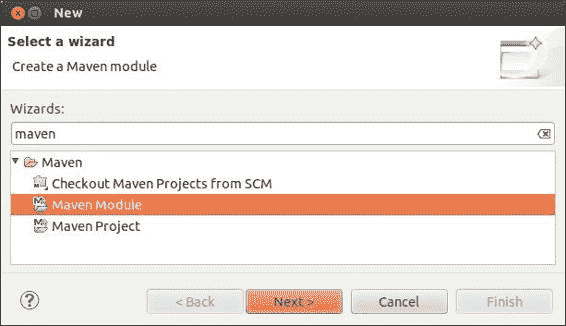 New
Select a wizard
Create a Maven module
Wizards:
maven
Maven
Checkout Maven Projects from SCM
Maven Module
Maven Project
? < Back Next > Cancel Finish